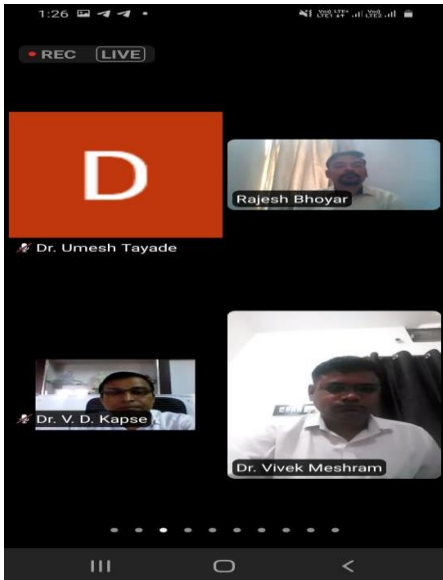 1:26
REC LIVE
D
Rajesh Bhoyar
Dr. Umesh Tayade
Dr. V. D. Kapse
Dr. Vivek Meshram